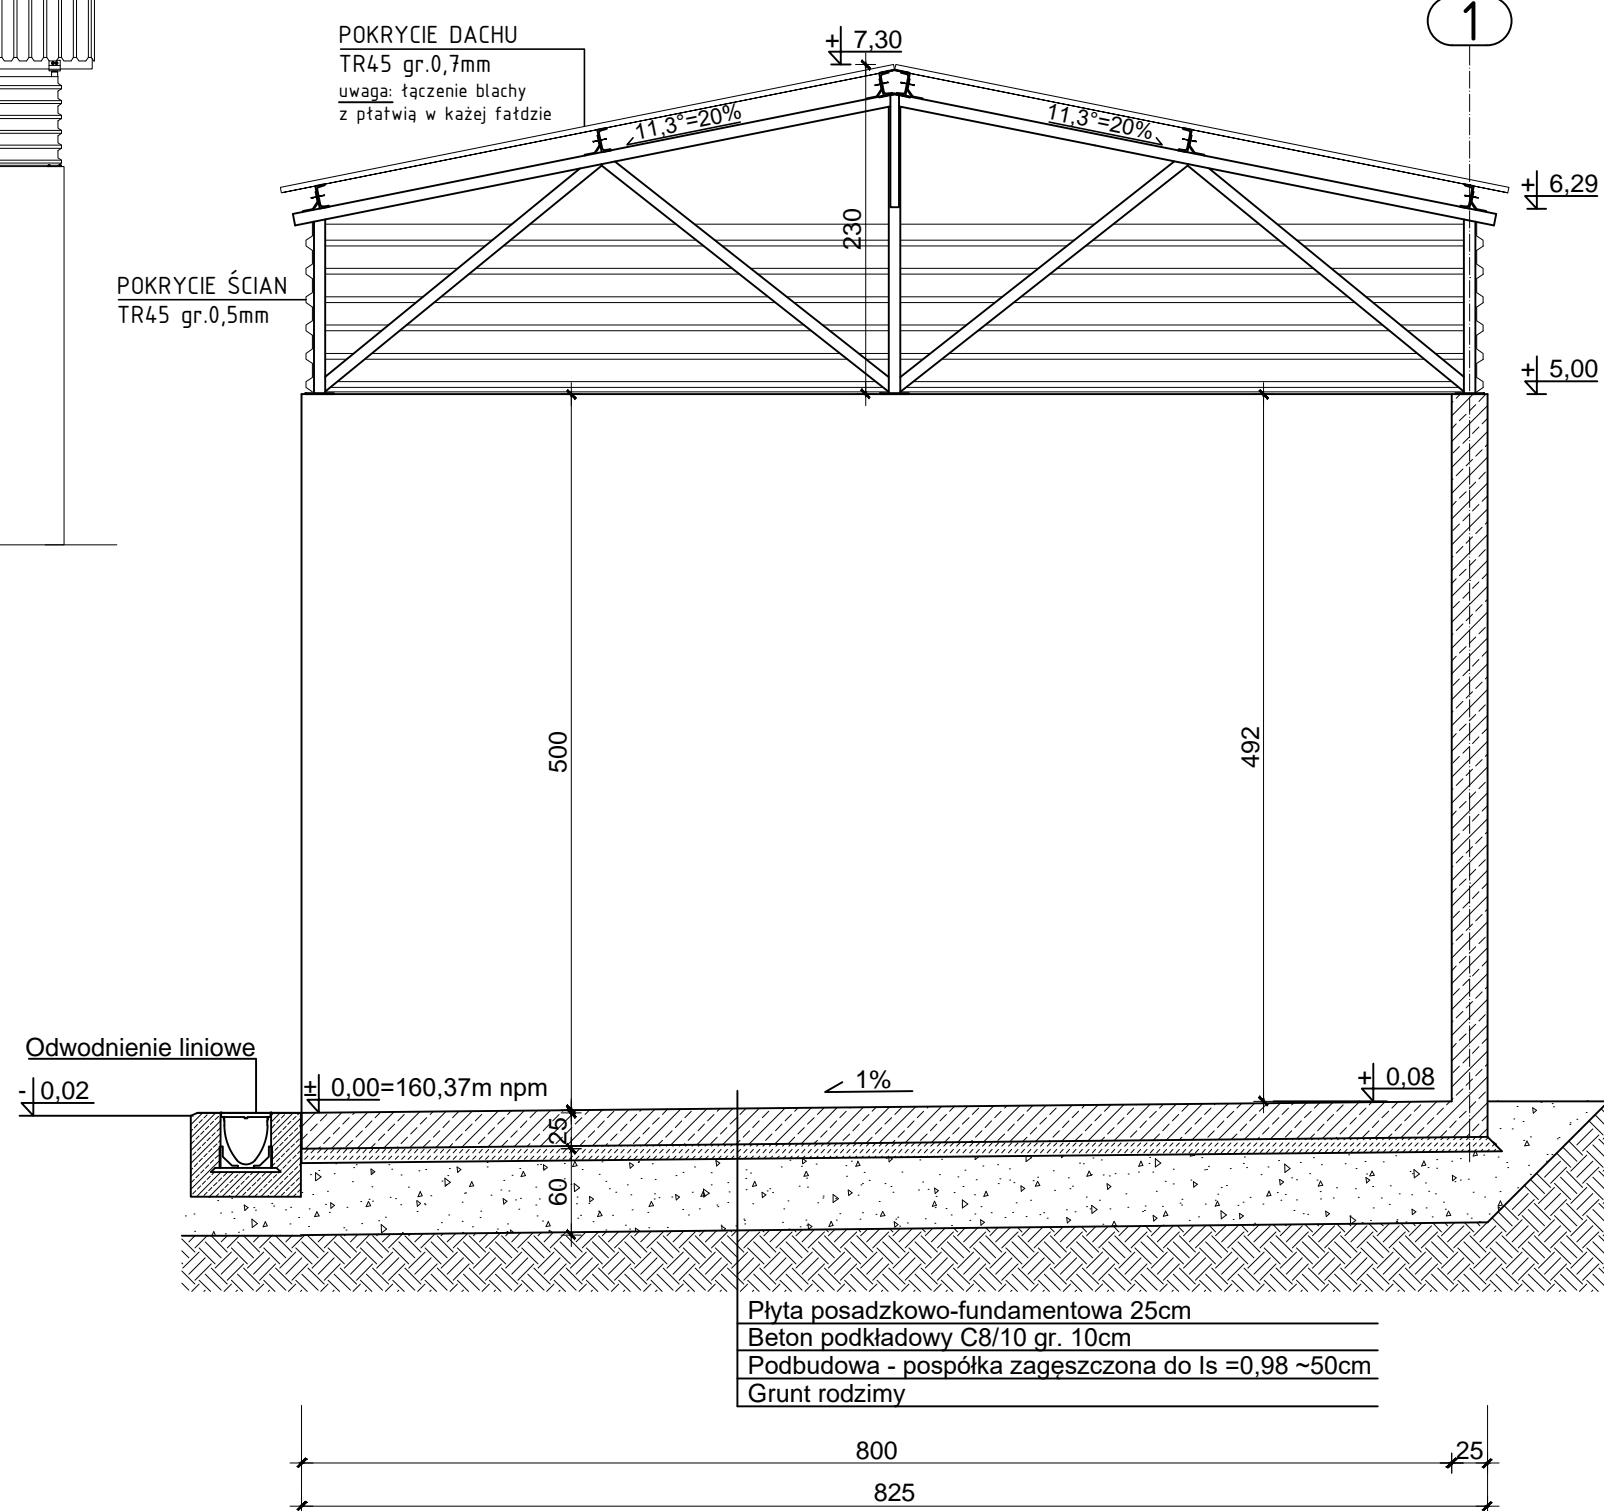 1
POKRYCIE DACHU
TR45 gr.0,7mm
uwaga: łączenie blachy
z płatwią w każej fałdzie
+ 7,30
11,3°=20%
11,3°=20%
+ 6,29
230
POKRYCIE ŚCIAN
TR45 gr.0,5mm
+ 5,00
500
492
Odwodnienie liniowe
- 0,02
± 0,00=160,37m npm
1%
+ 0,08
25
60
Płyta posadzkowo-fundamentowa 25cm
Beton podkładowy C8/10 gr. 10cm
Podbudowa - pospółka zagęszczona do Is =0,98 ~50cm
Grunt rodzimy
800
25
825